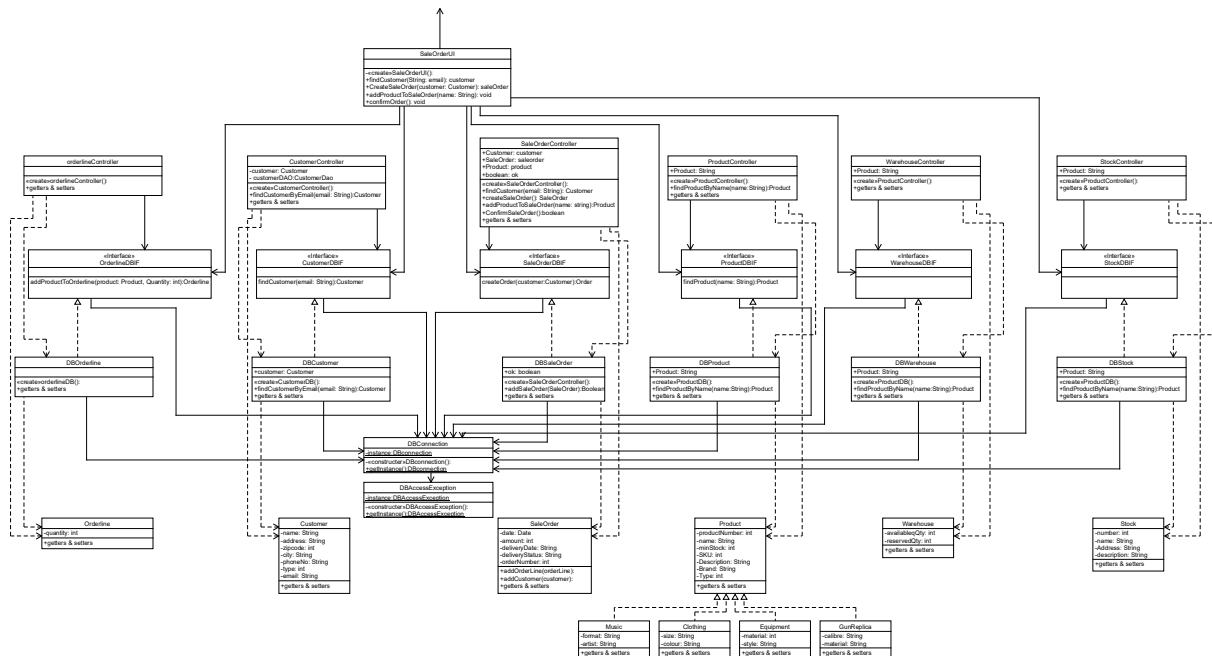 SaleOrderUI
-«create»SaleOrderUI():
+findCustomer(String: email): customer
+CreateSaleOrder(customer: Customer): saleOrder
+addProductToSaleOrder(name: String): void
+confirmOrder(): void
orderlineController
«create»orderlineController():
+getters & setters
CustomerController
-customer: Customer
- customerDAO:CustomerDao
«create»CustomerController():
+findCustomerByEmail(email: String):Customer
+getters & setters
SaleOrderController
+Customer: customer
+SaleOrder: saleorder
+Product: product
+boolean: ok
«create»SaleOrderController():
+findCustomer(email: String): Customer
+createSaleOrder(): SaleOrder
+addProductToSaleOrder(name: string):Product
+ConfirmSaleOrder():boolean
+getters & setters
ProductController
+Product: String
«create»ProductController():
+findProductByName(name:String):Product
+getters & setters
WarehouseController
+Product: String
«create»ProductController():
+getters & setters
StockController
+Product: String
«create»ProductController():
+getters & setters
«Interface»
OrderlineDBIF
addProductToOrderline(product: Product, Quantity: int):Orderline
«Interface»
CustomerDBIF
findCustomer(email: String):Customer
«Interface»
SaleOrderDBIF
createOrder(customer:Customer):Order
«Interface»
ProductDBIF
findProduct(name: String):Product
«Interface»
WarehouseDBIF
«Interface»
StockDBIF
DBOrderline
«create»orderlineDB():
+getters & setters
DBCustomer
+customer: Customer
«create»CustomerDB():
+findCustomerByEmail(email: String):Customer
+getters & setters
DBSaleOrder
+ok: boolean
«create»SaleOrderController():
+addSaleOrder(SaleOrder):Boolean
+getters & setters
DBProduct
+Product: String
«create»ProductDB():
+findProductByName(name:String):Product
+getters & setters
DBWarehouse
+Product: String
«create»ProductDB():
+findProductByName(name:String):Product
+getters & setters
DBStock
+Product: String
«create»ProductDB():
+findProductByName(name:String):Product
+getters & setters
DBConnection
-instance:DBconnection
-«constructer»DBconnection():
+getInstance():DBconnection
DBAccessException
-instance:DBAccessException
-«constructer»DBAccessException():
+getInstance():DBAccessException
Orderline
-quantity: int
+getters & setters
Customer
-name: String
-address: String
-zipcode: int
-city: String
-phoneNo: String
-type: int
-email: String
+getters & setters
SaleOrder
-date: Date
-amount: int
-deliveryDate: String
-deliveryStatus: String
-orderNumber: int
+addOrderLine(orderLine):
+addCustomer(customer):
+getters & setters
Product
-productNumber: int
-name: String
-minStock: int
-SKU: int
-Description: String
-Brand: String
-Type: int
+getters & setters
Warehouse
-availableqQty: int
-reservedQty: int
+getters & setters
Stock
-number: int
-name: String
-Address: String
-description: String
+getters & setters
Music
-format: String
-artist: String
+getters & setters
Clothing
-size: String
-colour: String
+getters & setters
Equipment
-material: int
-style: String
+getters & setters
GunReplica
-calibre: String
-material: String
+getters & setters